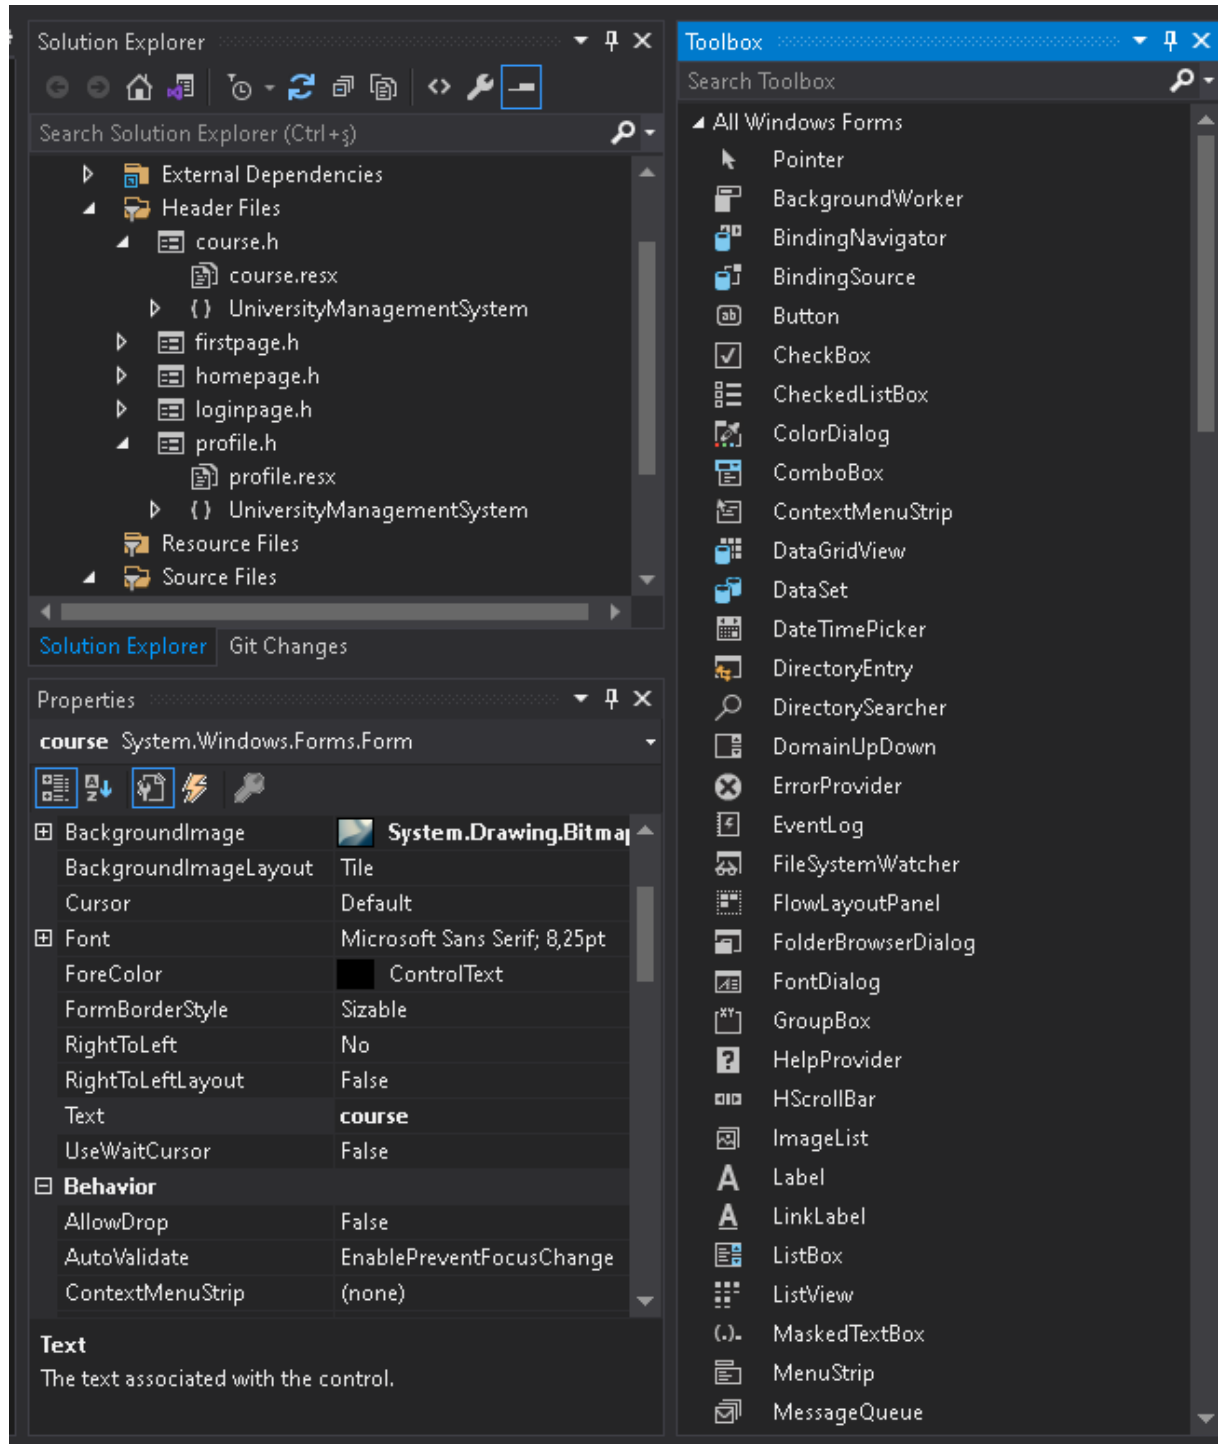 Solution Explorer
Search Solution Explorer (Ctrl+ş)
External Dependencies
Header Files
course.h
course.resx
{} UniversityManagementSystem
firstpage.h
homepage.h
loginpage.h
profile.h
profile.resx
{} UniversityManagementSystem
Resource Files
Source Files
Solution Explorer Git Changes
Properties
course System.Windows.Forms.Form
BackgroundImage System.Drawing.Bitmap
BackgroundImageLayout Tile
Cursor Default
Font Microsoft Sans Serif; 8,25pt
ForeColor ControlText
FormBorderStyle Sizable
RightToLeft No
RightToLeftLayout False
Text course
UseWaitCursor False
Behavior
AllowDrop False
AutoValidate EnablePreventFocusChange
ContextMenuStrip (none)
Text
The text associated with the control.
Toolbox
Search Toolbox
All Windows Forms
Pointer
BackgroundWorker
BindingNavigator
BindingSource
Button
CheckBox
CheckedListBox
ColorDialog
ComboBox
ContextMenuStrip
DataGridView
DataSet
DateTimePicker
DirectoryEntry
DirectorySearcher
DomainUpDown
ErrorProvider
EventLog
FileSystemWatcher
FlowLayoutPanel
FolderBrowserDialog
FontDialog
GroupBox
HelpProvider
HScrollBar
ImageList
Label
LinkLabel
ListBox
ListView
MaskedTextBox
MenuStrip
MessageQueue